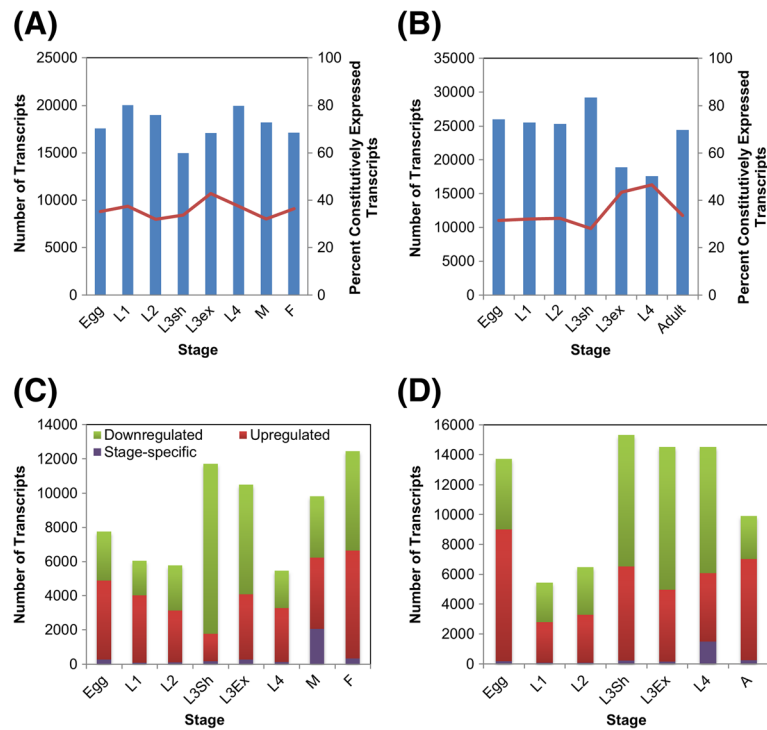 (A)
25000
20000
15000
10000
5000
0
Number of Transcripts
100
80
60
40
20
0
Percent Constitutively Expressed
Transcripts
Egg
L1
L2
L3sh
L3ex
L4
M
F
Stage
(B)
35000
30000
25000
20000
15000
10000
5000
0
Number of Transcripts
100
80
60
40
20
0
Percent Constitutively Expressed
Transcripts
Egg
L1
L2
L3sh
L3ex
L4
Adult
Stage
(C)
14000
12000
10000
8000
6000
4000
2000
0
Number of Transcripts
Downregulated
Upregulated
Stage-specific
Egg
L1
L2
L3Sh
L3Ex
L4
M
F
Stage
(D)
16000
14000
12000
10000
8000
6000
4000
2000
0
Number of Transcripts
Egg
L1
L2
L3Sh
L3Ex
L4
A
Stage